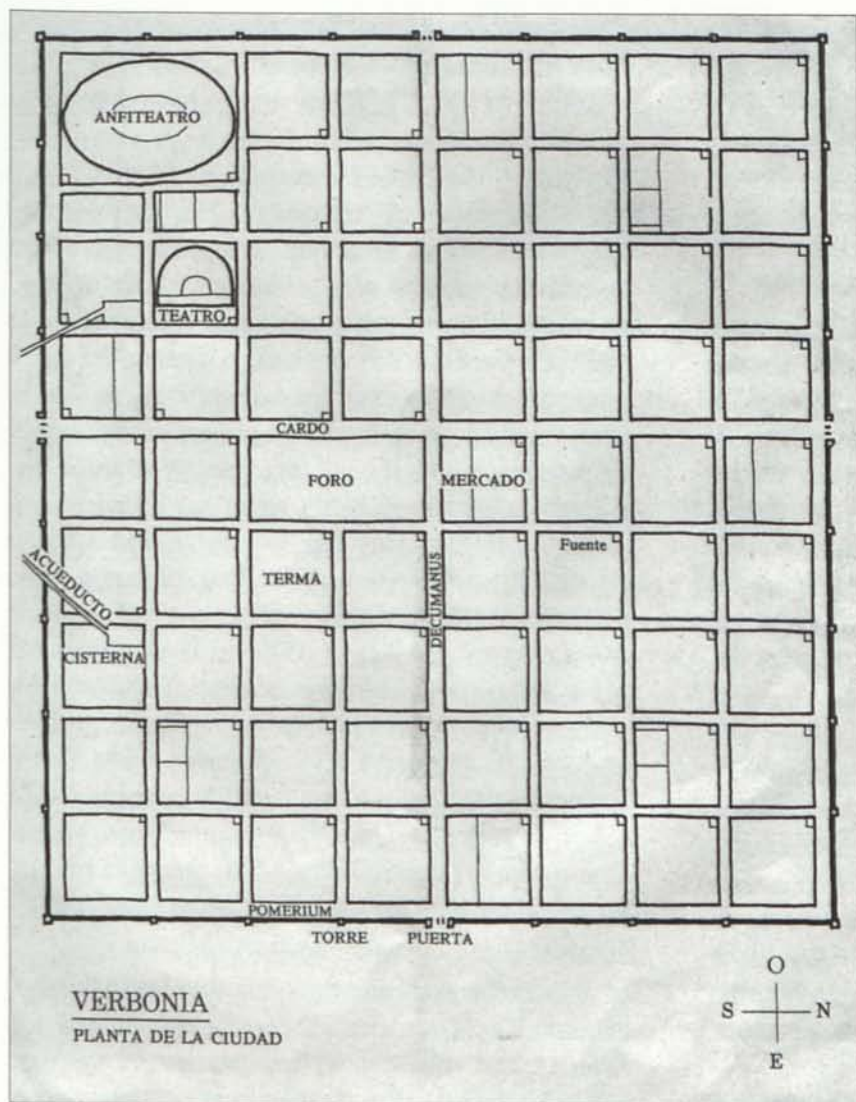 ANFITEATRO
TEATRO
CARDO
FORO
MERCADO
ACUEDUCTO
TERMA
DECUMANUS
Fuente
CISTERNA
POMERIUM
TORRE
PUERTA
VERBONIA
PLANTA DE LA CIUDAD
O
S
N
E